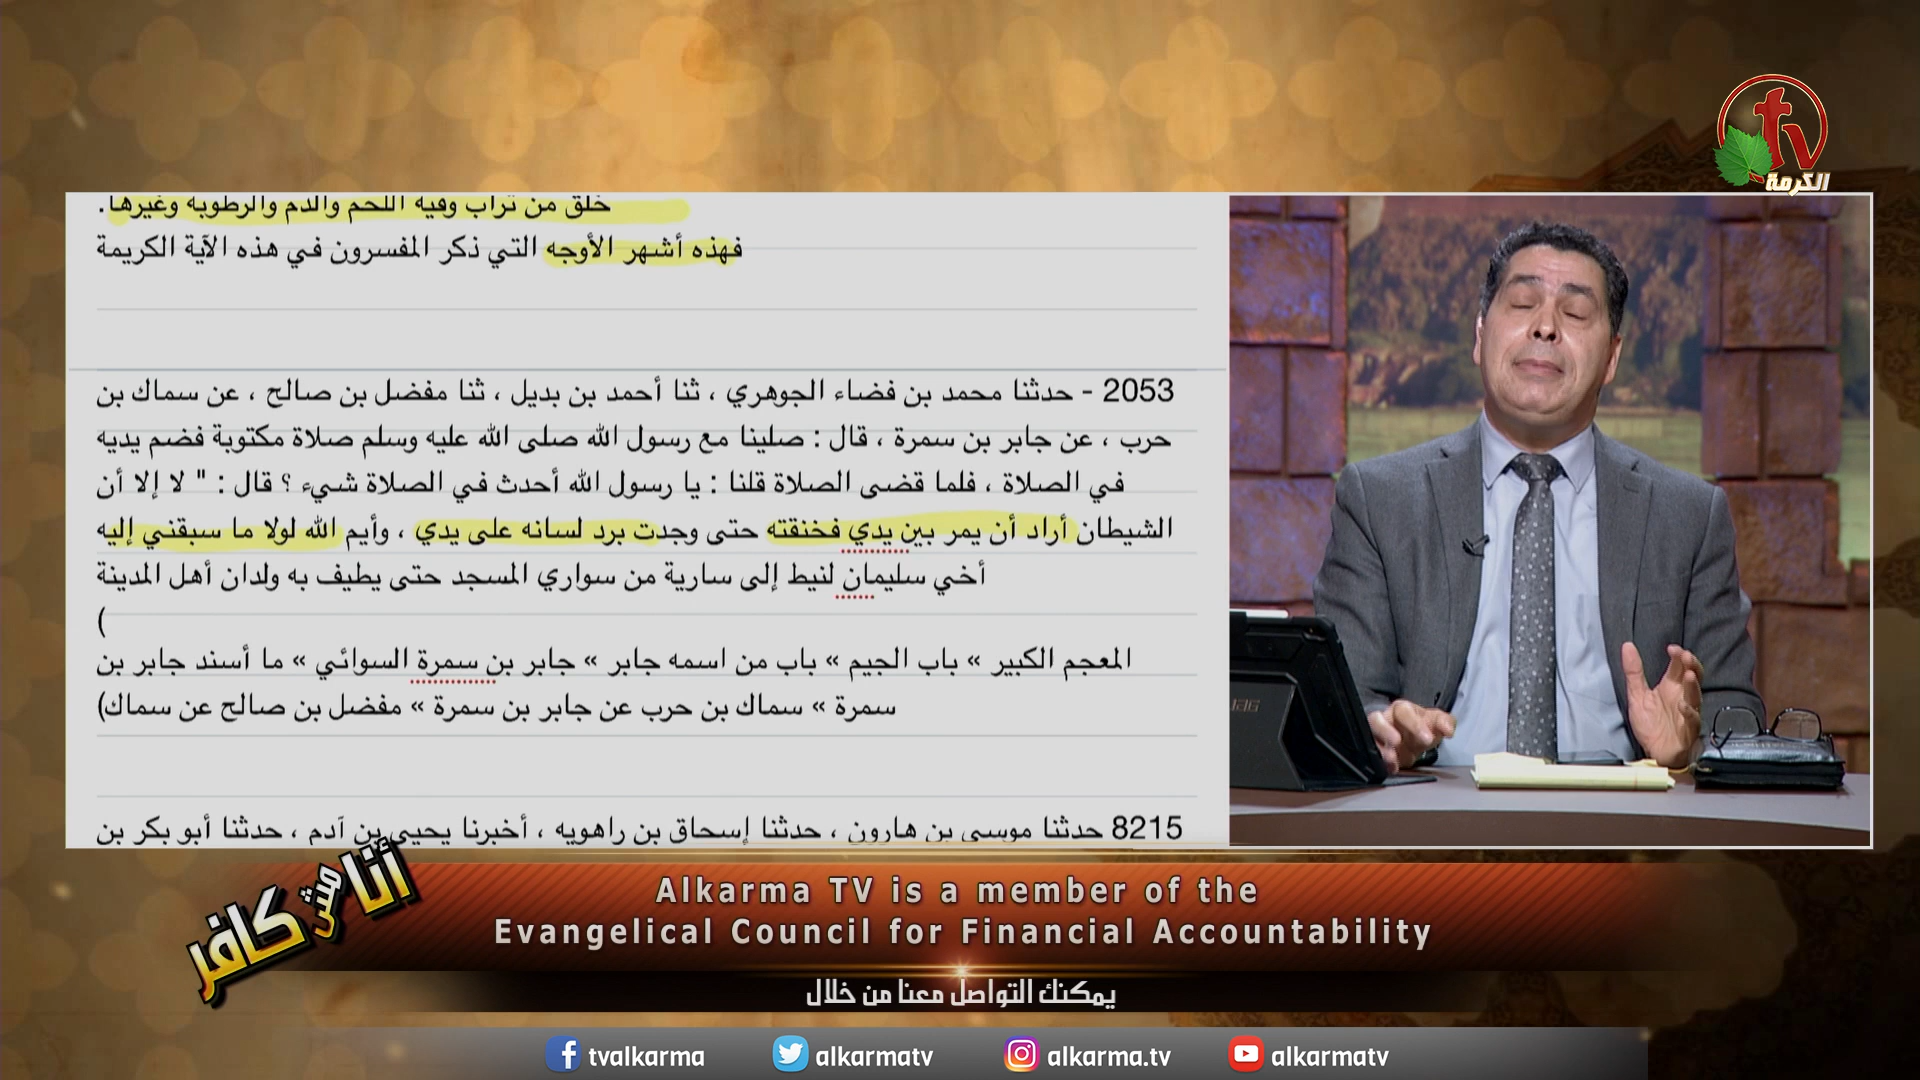 tv
الكرمة
خلق من تراب وفيه اللحم والدم والرطوبة وغيرها.
فهذه أشهر الأوجه التي ذكر المفسرون في هذه الآية الكريمة
2053 - حدثنا محمد بن فضاء الجوهري ، ثنا أحمد بن بديل ، ثنا مفضل بن صالح ، عن سماك بن
حرب ، عن جابر بن سمرة ، قال : صلينا مع رسول الله صلى الله عليه وسلم صلاة مكتوبة فضم يديه
في الصلاة ، فلما قضى الصلاة قلنا : يا رسول الله أحدث في الصلاة شيء ؟ قال : " لا إلا أن
الشيطان أراد أن يمر بين يدي فخنقته حتى وجدت برد لسانه على يدي ، وأيم الله لولا ما سبقني إليه
أخي سليمان لنيط إلى سارية من سواري المسجد حتى يطيف به ولدان أهل المدينة
(
المعجم الكبير » باب الجيم » باب من اسمه جابر » جابر بن سمرة السوائي » ما أسند جابر بن
سمرة » سماك بن حرب عن جابر بن سمرة » مفضل بن صالح عن سماك)
8215 حدثنا موسى بن هارون ، حدثنا إسحاق بن راهويه ، أخبرنا يحيى بن آدم ، حدثنا أبو بكر بن
أنا مش كافر
Alkarma TV is a member of the
Evangelical Council for Financial Accountability
يمكنك التواصل معنا من خلال
tvalkarma
alkarmatv
alkarma.tv
alkarmatv